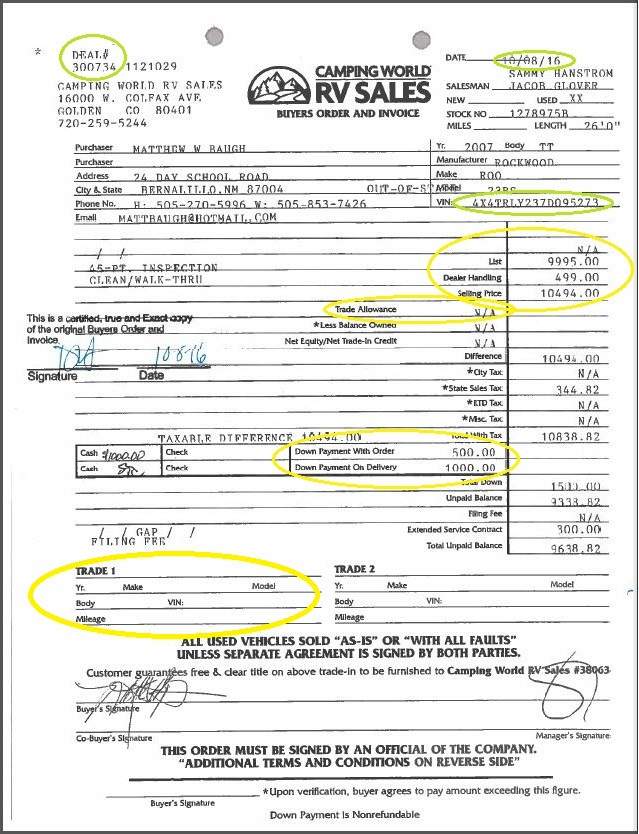 * DEAL#
300734 1121029
CAMPING WORLD RV SALES
16000 W. COLFAX AVE
GOLDEN CO 80401
720-259-5244
CAMPING WORLD®
RV SALES
BUYERS ORDER AND INVOICE
DATE 10/08/16
SAMMY HANSTROM
SALESMAN JACOB GLOVER
NEW USED XX
STOCK NO 1278975B
MILES LENGTH 26'0"
Purchaser MATTHEW W BAUGH
Purchaser
Address 24 DAY SCHOOL ROAD
City & State BERNALILLO,NM 87004 OUT-OF-STATE
Phone No. H: 505-270-5996 W: 505-853-7426
Email MATTBAUGH@HOTMAIL.COM
Yr. 2007 Body TT
Manufacturer ROCKWOOD
Make ROO
Model 23RS
VIN: 4X4TRLY237D095273
N/A
/ / List 9995.00
45-PT. INSPECTION Dealer Handling 499.00
CLEAN/WALK-THRU Selling Price 10494.00
Trade Allowance N/A
*Less Balance Owned N/A
Net Equity/Net Trade-In Credit N/A
This is a certified, true and Exact copy
of the original Buyers Order and
Invoice.
10-8-16
Signature Date
Difference 10494.00
*City Tax N/A
*State Sales Tax 344.82
*RTD Tax N/A
*Misc. Tax N/A
TAXABLE DIFFERENCE 10494.00 Total With Tax 10838.82
Cash $1000.00 Check Down Payment With Order 500.00
Cash Check Down Payment On Delivery 1000.00
Total Down 1500.00
Unpaid Balance 9338.82
Filing Fee N/A
/ / GAP / / Extended Service Contract 300.00
FILING FEE
Total Unpaid Balance 9638.82
TRADE 1
Yr. Make Model
Body VIN:
Mileage
TRADE 2
Yr. Make Model
Body VIN:
Mileage
ALL USED VEHICLES SOLD “AS-IS” OR “WITH ALL FAULTS”
UNLESS SEPARATE AGREEMENT IS SIGNED BY BOTH PARTIES.
Customer guarantees free & clear title on above trade-in to be furnished to Camping World RV Sales #38063
Buyer's Signature
Co-Buyer's Signature Manager's Signature
THIS ORDER MUST BE SIGNED BY AN OFFICIAL OF THE COMPANY.
“ADDITIONAL TERMS AND CONDITIONS ON REVERSE SIDE”
*Upon verification, buyer agrees to pay amount exceeding this figure.
Buyer's Signature
Down Payment Is Nonrefundable